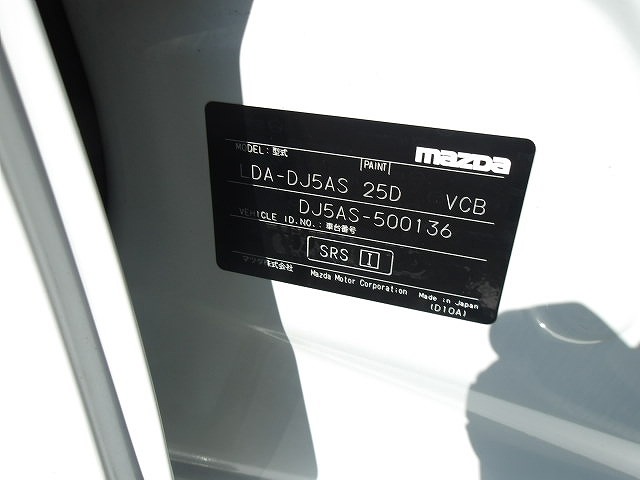 mazda
MODEL: 型式
PAINT
LDA-DJ5AS 25D VCB
DJ5AS-500136
VEHICLE ID.NO.: 車台番号
SRS I
マツダ株式会社 Mazda Motor Corporation Made in Japan
(D10A)